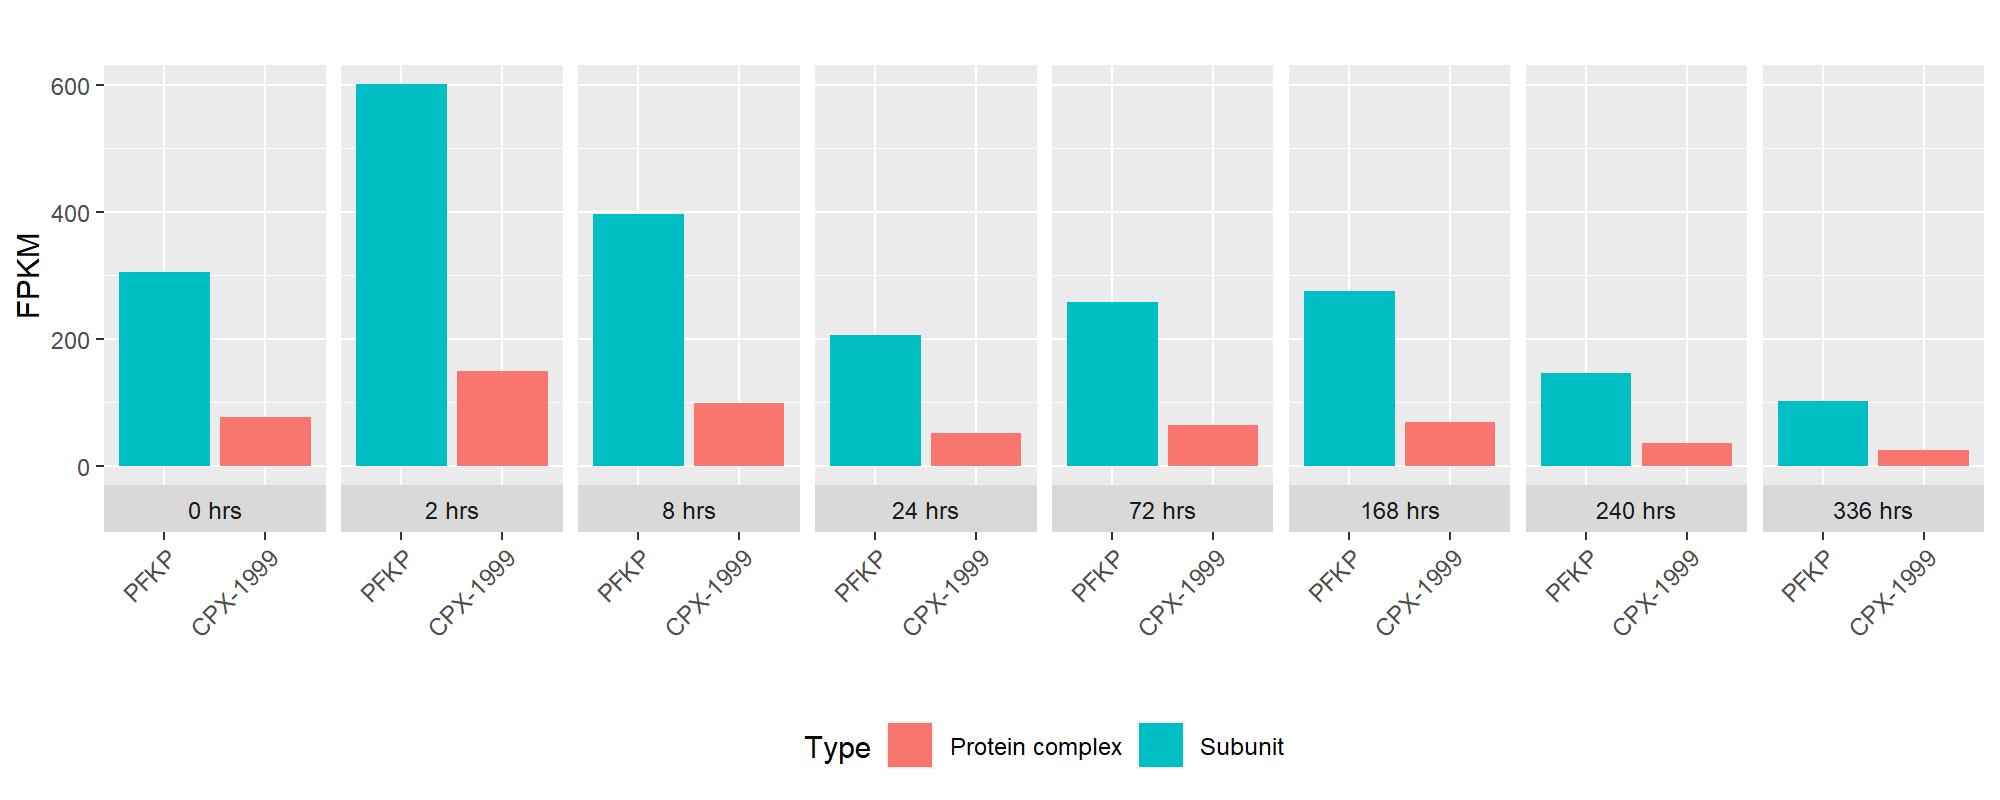 FPKM
600
400
200
0
0 hrs
2 hrs
8 hrs
24 hrs
72 hrs
168 hrs
240 hrs
336 hrs
PFKP
CPX-1999
PFKP
CPX-1999
PFKP
CPX-1999
PFKP
CPX-1999
PFKP
CPX-1999
PFKP
CPX-1999
PFKP
CPX-1999
PFKP
CPX-1999
Type Protein complex Subunit